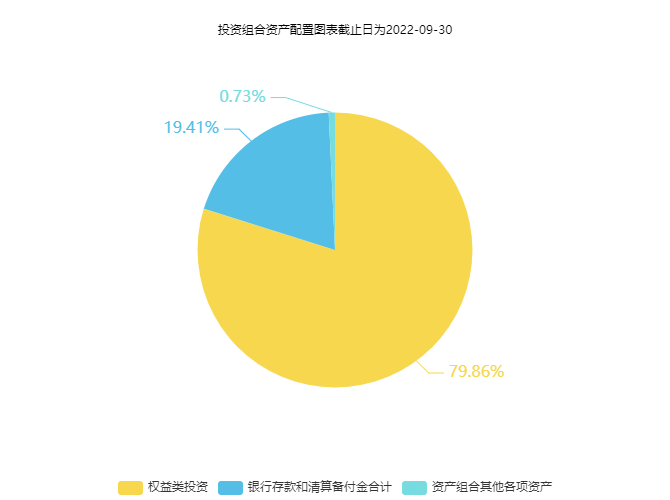 投资组合资产配置图表截止日为2022-09-30
0.73%
19.41%
79.86%
权益类投资
银行存款和清算备付金合计
资产组合其他各项资产